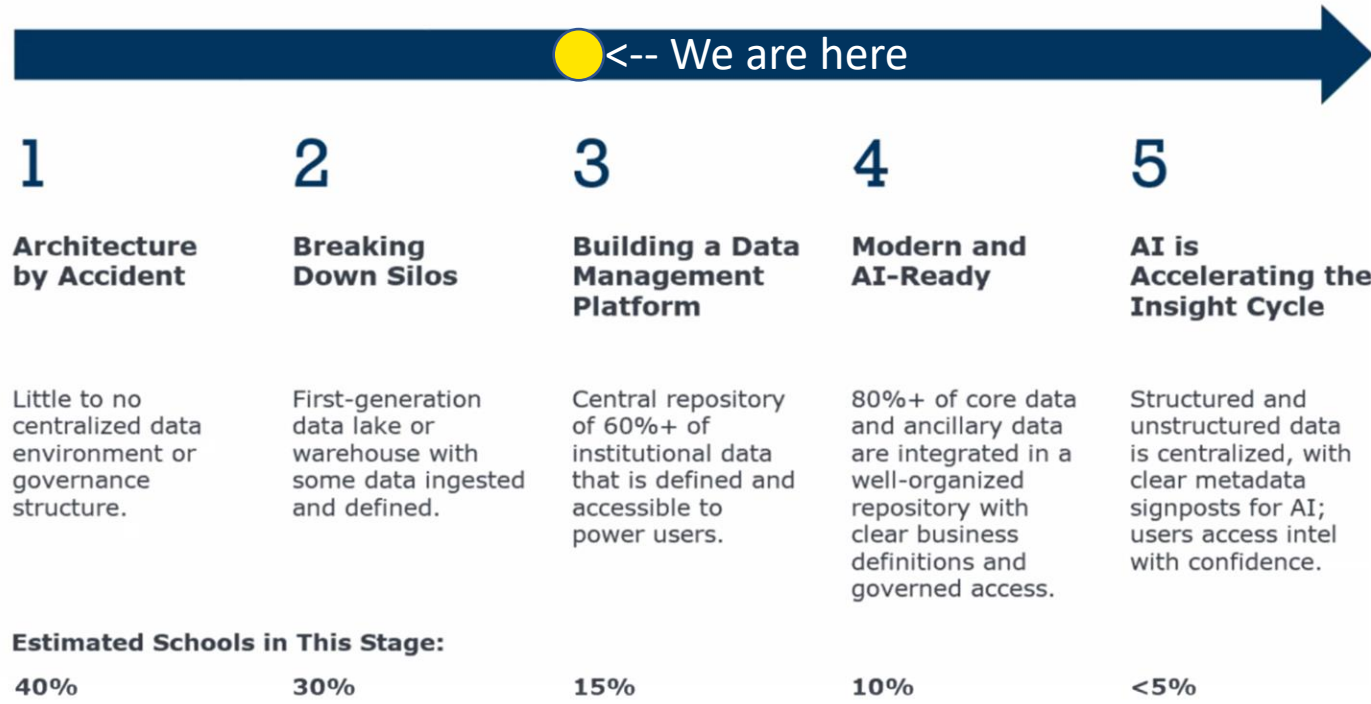 <-- We are here
1
2
3
4
5
Architecture
by Accident
Breaking
Down Silos
Building a Data
Management
Platform
Modern and
AI-Ready
AI is
Accelerating the
Insight Cycle
Little to no
centralized data
environment or
governance
structure.
First-generation
data lake or
warehouse with
some data ingested
and defined.
Central repository
of 60%+ of
institutional data
that is defined and
accessible to
power users.
80%+ of core data
and ancillary data
are integrated in a
well-organized
repository with
clear business
definitions and
governed access.
Structured and
unstructured data
is centralized, with
clear metadata
signposts for AI;
users access intel
with confidence.
Estimated Schools in This Stage:
40%
30%
15%
10%
<5%